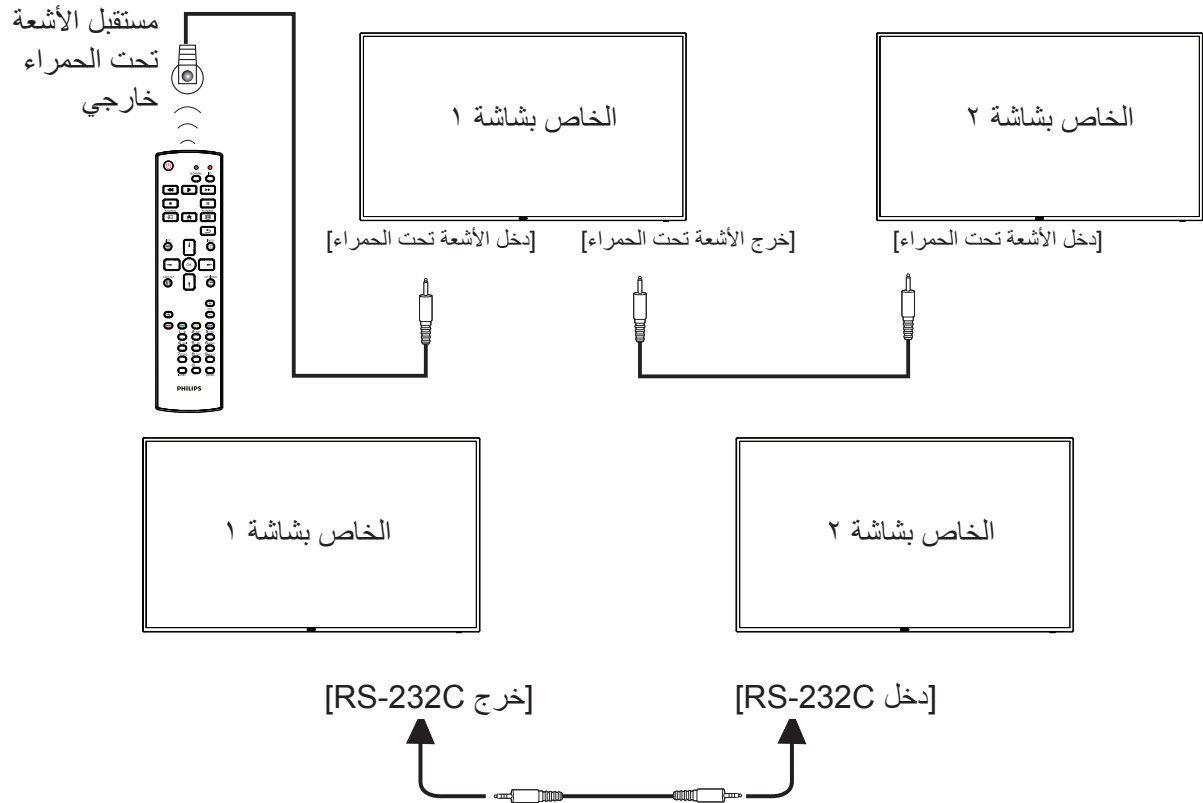 مستقبل الأشعة
تحت الحمراء
خارجي
الخاص بشاشة ١
الخاص بشاشة ٢
[دخل الأشعة تحت الحمراء]
[خرج الأشعة تحت الحمراء]
[دخل الأشعة تحت الحمراء]
PHILIPS
الخاص بشاشة ١
الخاص بشاشة ٢
[خرج RS-232C]
[دخل RS-232C]